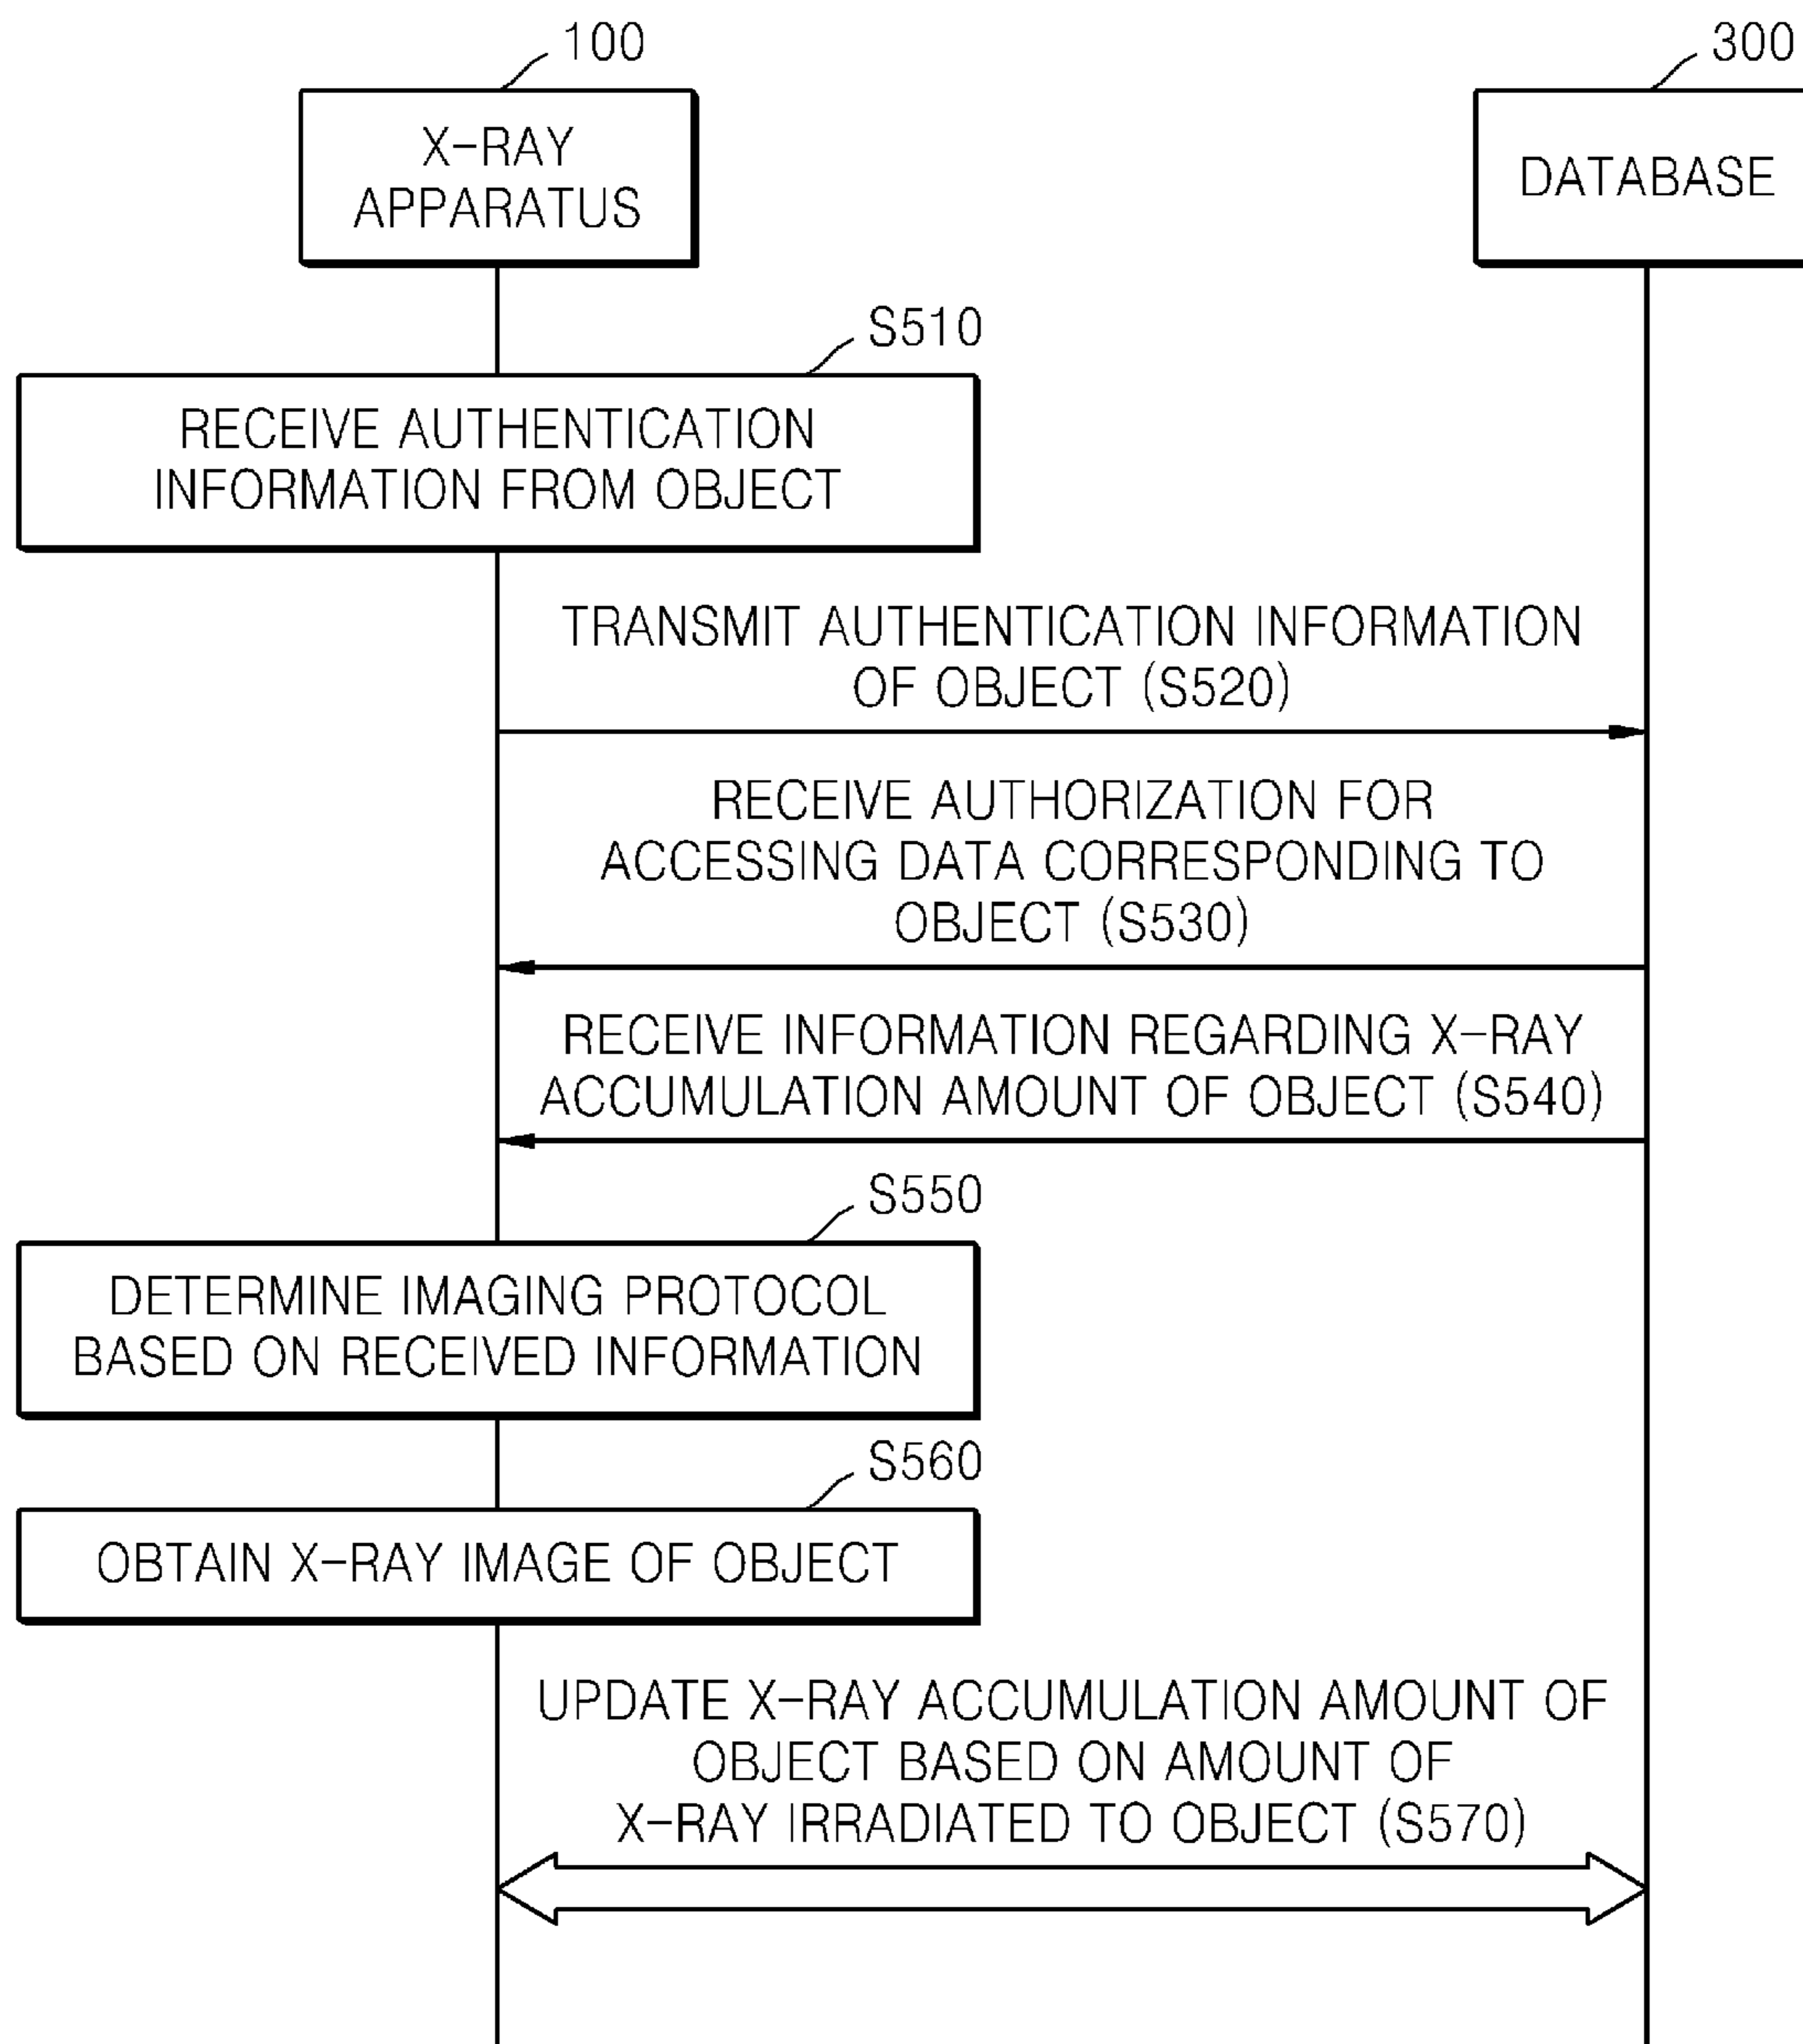 100
300
X-RAY
APPARATUS
DATABASE
S510
RECEIVE AUTHENTICATION
INFORMATION FROM OBJECT
TRANSMIT AUTHENTICATION INFORMATION
OF OBJECT (S520)
RECEIVE AUTHORIZATION FOR
ACCESSING DATA CORRESPONDING TO
OBJECT (S530)
RECEIVE INFORMATION REGARDING X-RAY
ACCUMULATION AMOUNT OF OBJECT (S540)
S550
DETERMINE IMAGING PROTOCOL
BASED ON RECEIVED INFORMATION
S560
OBTAIN X-RAY IMAGE OF OBJECT
UPDATE X-RAY ACCUMULATION AMOUNT OF
OBJECT BASED ON AMOUNT OF
X-RAY IRRADIATED TO OBJECT (S570)